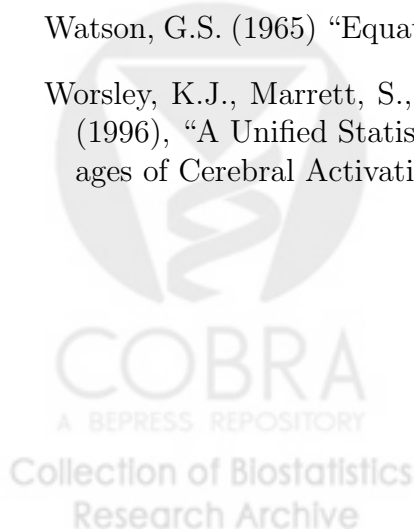 Watson, G.S. (1965) “Equat
Worsley, K.J., Marrett, S.,
(1996), “A Unified Statis
ages of Cerebral Activati
COBRA
A BEPRESS REPOSITORY
Collection of Biostatistics
Research Archive